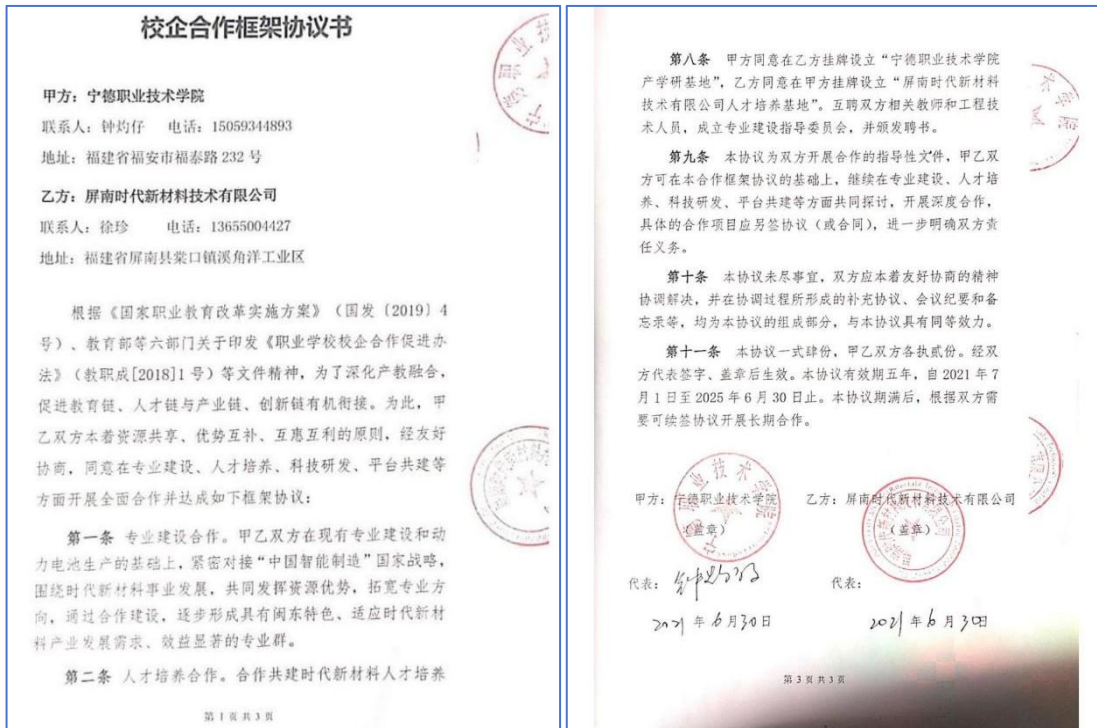 校企合作框架协议书
甲方：宁德职业技术学院
联系人：钟灼仔 电话：15059344893
地址：福建省福安市福泰路 232 号
乙方：屏南时代新材料技术有限公司
联系人：徐珍 电话：13655004427
地址：福建省屏南县棠口镇溪角洋工业区
根据《国家职业教育改革实施方案》（国发〔2019〕4
号）、教育部等六部门关于印发《职业学校校企合作促进办
法》（教职成[2018]1 号）等文件精神，为了深化产教融合，
促进教育链、人才链与产业链、创新链有机衔接。为此，甲
乙双方本着资源共享、优势互补、互惠互利的原则，经友好
协商，同意在专业建设、人才培养、科技研发、平台共建等
方面开展全面合作并达成如下框架协议：
第一条 专业建设合作。甲乙双方在现有专业建设和动
力电池生产的基础上，紧密对接“中国智能制造”国家战略，
围绕时代新材料事业发展，共同发挥资源优势，拓宽专业方
向，通过合作建设，逐步形成具有闽东特色、适应时代新材
料产业发展需求、效益显著的专业群。
第二条 人才培养合作。合作共建时代新材料人才培养
第 1 页 共 3 页
第八条 甲方同意在乙方挂牌设立“宁德职业技术学院
产学研基地”，乙方同意在甲方挂牌设立“屏南时代新材料
技术有限公司人才培养基地”。互聘双方相关教师和工程技
术人员，成立专业建设指导委员会，并颁发聘书。
第九条 本协议为双方开展合作的指导性文件，甲乙双
方可在本合作框架协议的基础上，继续在专业建设、人才培
养、科技研发、平台共建等方面共同探讨，开展深度合作，
具体的合作项目应另签协议（或合同），进一步明确双方责
任义务。
第十条 本协议未尽事宜，双方应本着友好协商的精神
协调解决，并在协调过程所形成的补充协议、会议纪要和备
忘录等，均为本协议的组成部分，与本协议具有同等效力。
第十一条 本协议一式肆份，甲乙双方各执贰份。经双
方代表签字、盖章后生效。本协议有效期五年，自 2021 年 7
月 1 日至 2025 年 6 月 30 日止。本协议期满后，根据双方需
要可续签协议开展长期合作。
甲方：宁德职业技术学院 乙方：屏南时代新材料技术有限公司
（盖章） （盖章）
代表： 代表：
2021 年 6 月 30 日 2021 年 6 月 30 日
第 3 页 共 3 页